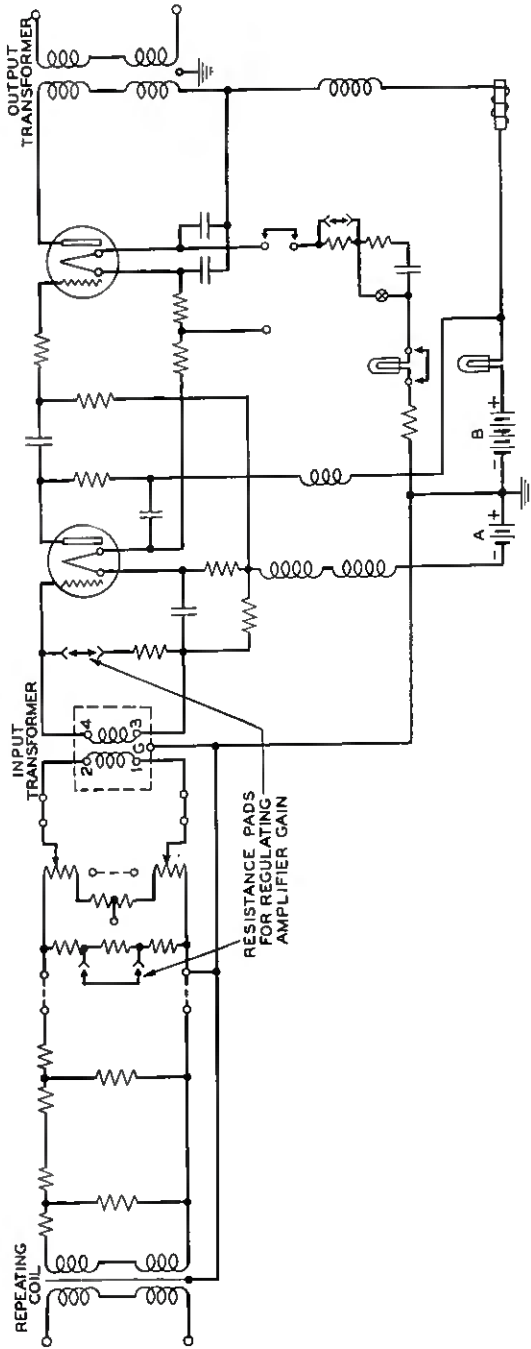 REPEATING
COIL
INPUT
TRANSFORMER
2
4
1
3
G
RESISTANCE PADS
FOR REGULATING
AMPLIFIER GAIN
OUTPUT
TRANSFORMER
- A +
- B +